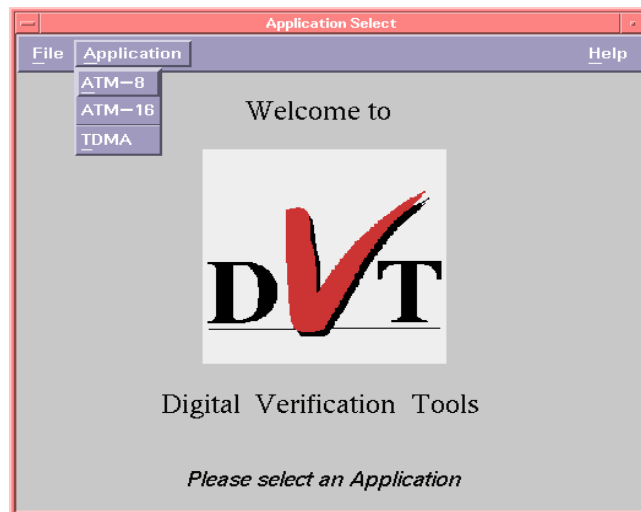 Application Select
File Application Help
ATM-8
ATM-16
TDMA
Welcome to
DVT
Digital Verification Tools
Please select an Application